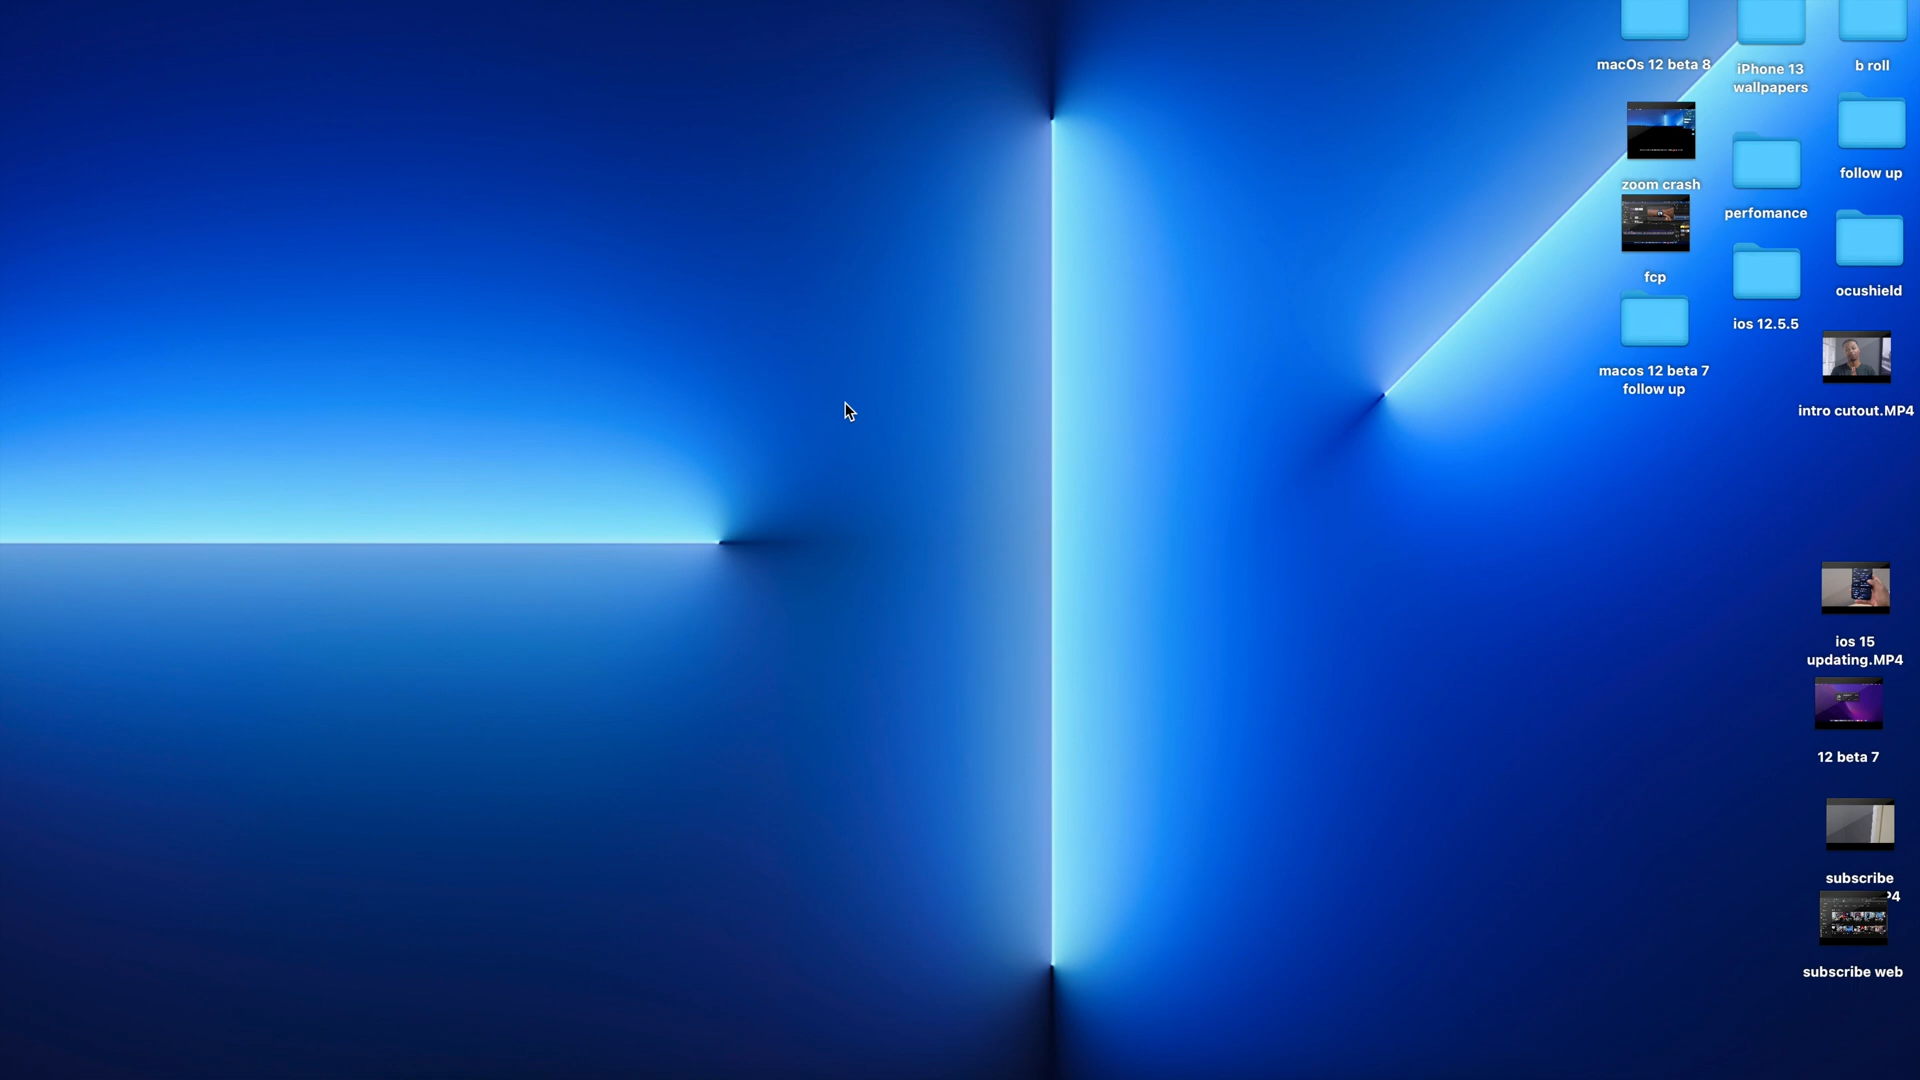 macOs 12 beta 8
iPhone 13
wallpapers
b roll
zoom crash
follow up
perfomance
fcp
ocushield
ios 12.5.5
macos 12 beta 7
follow up
intro cutout.MP4
ios 15
updating.MP4
12 beta 7
subscribe
P4
subscribe web